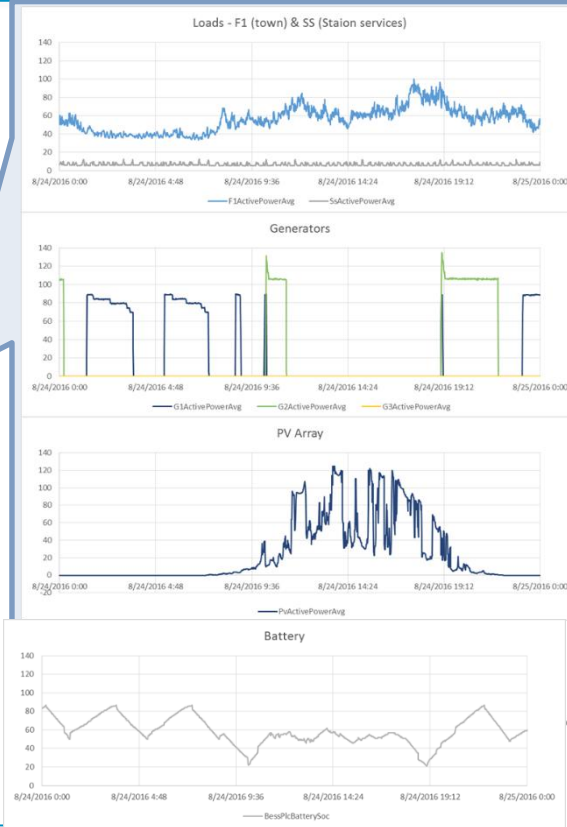 Loads - F1 (town) & SS (Staion services)
140
120
100
80
60
40
20
0
8/24/2016 0:00 8/24/2016 4:48 8/24/2016 9:36 8/24/2016 14:24 8/24/2016 19:12 8/25/2016 0:00
F1ActivePowerAvg SsActivePowerAvg
Generators
140
120
100
80
60
40
20
0
8/24/2016 0:00 8/24/2016 4:48 8/24/2016 9:36 8/24/2016 14:24 8/24/2016 19:12 8/25/2016 0:00
G1ActivePowerAvg G2ActivePowerAvg G3ActivePowerAvg
PV Array
140
120
100
80
60
40
20
0
8/24/2016 0:00 8/24/2016 4:48 8/24/2016 9:36 8/24/2016 14:24 8/24/2016 19:12 8/25/2016 0:00
-20
PvActivePowerAvg
Battery
140
120
100
80
60
40
20
0
8/24/2016 0:00 8/24/2016 4:48 8/24/2016 9:36 8/24/2016 14:24 8/24/2016 19:12 8/25/2016 0:00
BessPlcBatterySoc